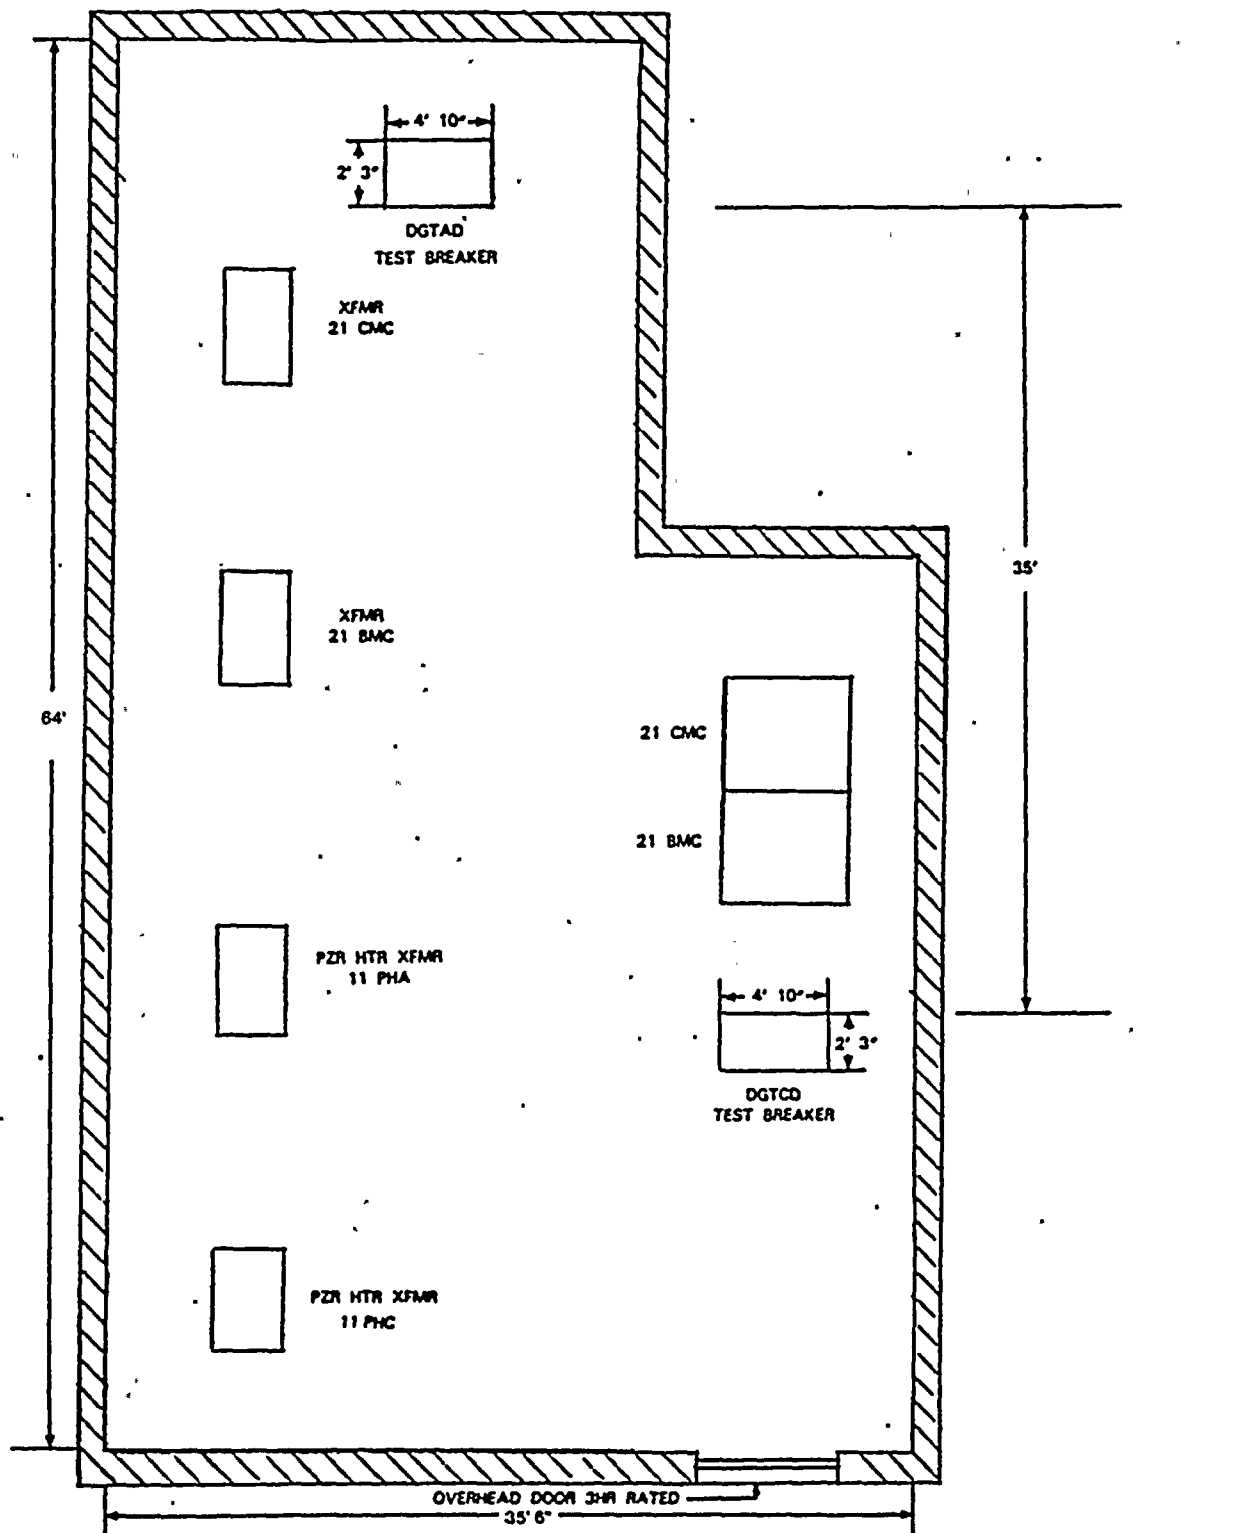 4' 10"
2' 3"
DGTAD
TEST BREAKER
XFMR
21 CMC
35'
XFMR
21 BMC
64'
21 CMC
21 BMC
PZR HTR XFMR
11 PHA
4' 10"
2' 3"
DGTCD
TEST BREAKER
PZR HTR XFMR
11 PHC
OVERHEAD DOOR 3HR RATED
35' 6"